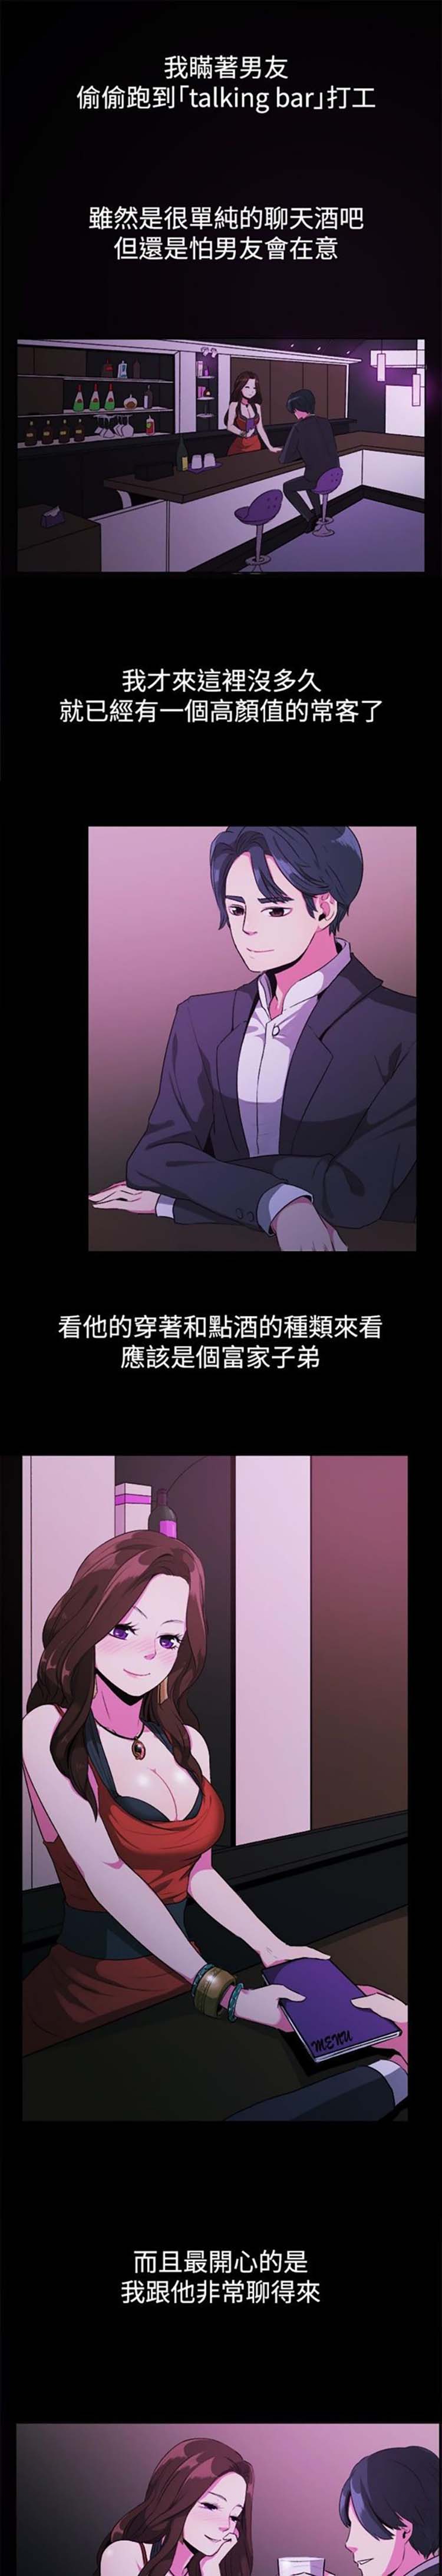 我瞞著男友
偷偷跑到「talking bar」打工
雖然是很單純的聊天酒吧
但還是怕男友會在意
我才來這裡沒多久
就已經有一個高顏值的常客了
看他的穿著和點酒的種類來看
應該是個富家子弟
MENU
而且最開心的是
我跟他非常聊得來